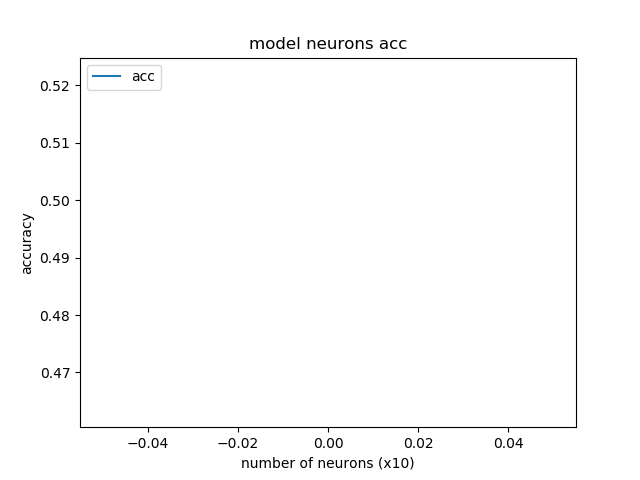 model neurons acc
acc
0.52
0.51
0.50
0.49
0.48
0.47
accuracy
−0.04 −0.02 0.00 0.02 0.04
number of neurons (x10)